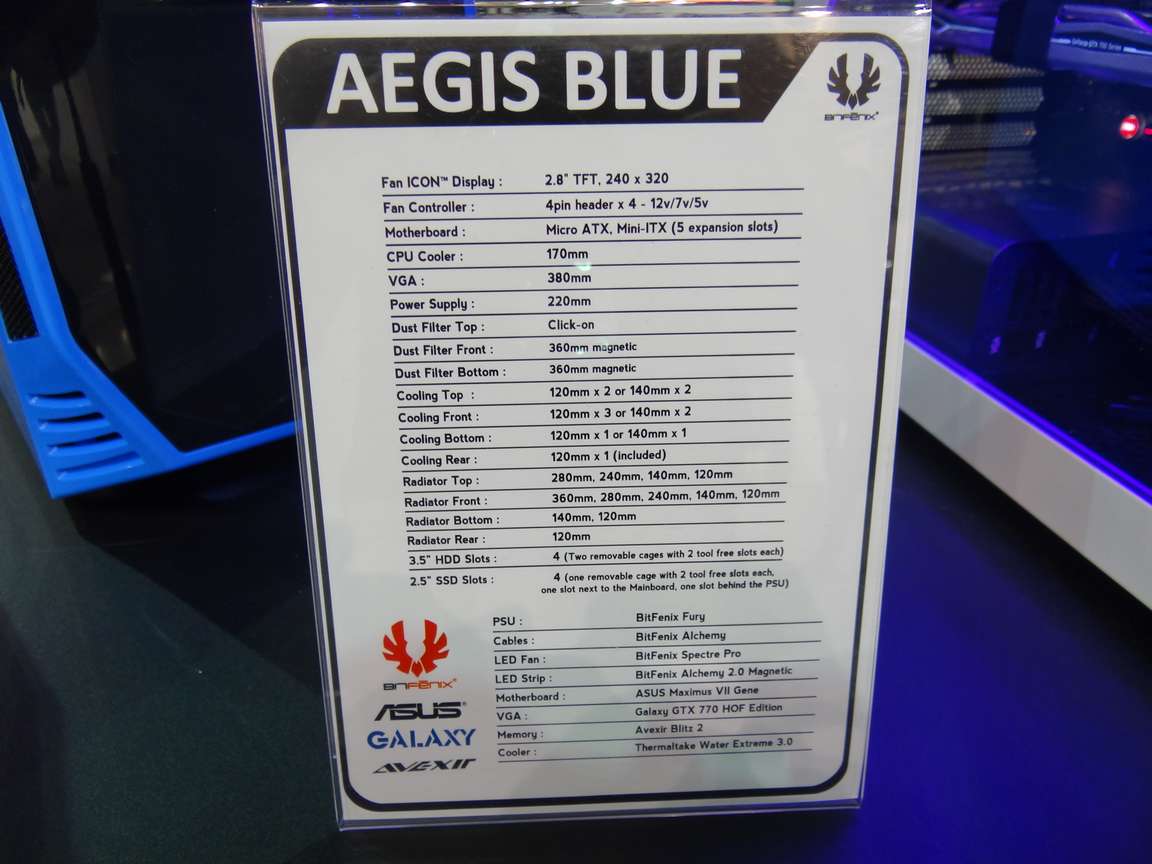 AEGIS BLUE
BITFENIX®
Fan ICON™ Display : 2.8" TFT, 240 x 320
Fan Controller : 4pin header x 4 - 12v/7v/5v
Motherboard : Micro ATX, Mini-ITX (5 expansion slots)
CPU Cooler : 170mm
VGA : 380mm
Power Supply : 220mm
Dust Filter Top : Click-on
Dust Filter Front : 360mm magnetic
Dust Filter Bottom : 360mm magnetic
Cooling Top : 120mm x 2 or 140mm x 2
Cooling Front : 120mm x 3 or 140mm x 2
Cooling Bottom : 120mm x 1 or 140mm x 1
Cooling Rear : 120mm x 1 (included)
Radiator Top : 280mm, 240mm, 140mm, 120mm
Radiator Front : 360mm, 280mm, 240mm, 140mm, 120mm
Radiator Bottom : 140mm, 120mm
Radiator Rear : 120mm
3.5" HDD Slots : 4 (Two removable cages with 2 tool free slots each)
2.5" SSD Slots : 4 (one removable cage with 2 tool free slots each,
one slot next to the Mainboard, one slot behind the PSU)
PSU : BitFenix Fury
Cables : BitFenix Alchemy
LED Fan : BitFenix Spectre Pro
LED Strip : BitFenix Alchemy 2.0 Magnetic
Motherboard : ASUS Maximus VII Gene
VGA : Galaxy GTX 770 HOF Edition
Memory : Avexir Blitz 2
Cooler : Thermaltake Water Extreme 3.0
BITFENIX®
ASUS®
GALAXY
AVEXIR
GeForce GTX 700 Series